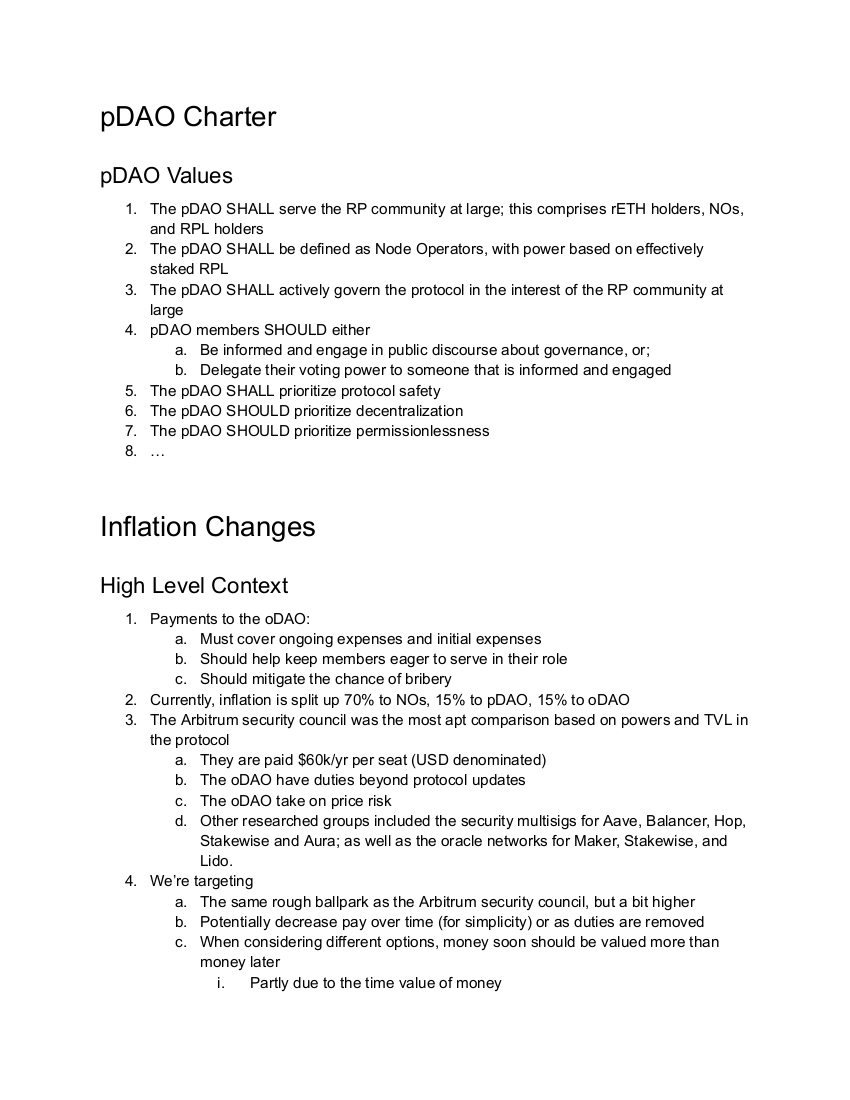 pDAO Charter
pDAO Values
1. The pDAO SHALL serve the RP community at large; this comprises rETH holders, NOs,
and RPL holders
2. The pDAO SHALL be defined as Node Operators, with power based on effectively
staked RPL
3. The pDAO SHALL actively govern the protocol in the interest of the RP community at
large
4. pDAO members SHOULD either
a. Be informed and engage in public discourse about governance, or;
b. Delegate their voting power to someone that is informed and engaged
5. The pDAO SHALL prioritize protocol safety
6. The pDAO SHOULD prioritize decentralization
7. The pDAO SHOULD prioritize permissionlessness
8. …
Inflation Changes
High Level Context
1. Payments to the oDAO:
a. Must cover ongoing expenses and initial expenses
b. Should help keep members eager to serve in their role
c. Should mitigate the chance of bribery
2. Currently, inflation is split up 70% to NOs, 15% to pDAO, 15% to oDAO
3. The Arbitrum security council was the most apt comparison based on powers and TVL in
the protocol
a. They are paid $60k/yr per seat (USD denominated)
b. The oDAO have duties beyond protocol updates
c. The oDAO take on price risk
d. Other researched groups included the security multisigs for Aave, Balancer, Hop,
Stakewise and Aura; as well as the oracle networks for Maker, Stakewise, and
Lido.
4. We’re targeting
a. The same rough ballpark as the Arbitrum security council, but a bit higher
b. Potentially decrease pay over time (for simplicity) or as duties are removed
c. When considering different options, money soon should be valued more than
money later
i. Partly due to the time value of money